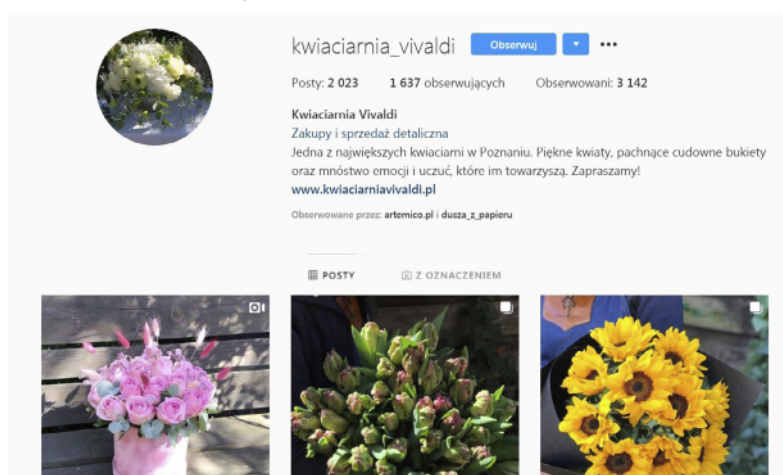 kwiaciarnia_vivaldi Obserwuj
Posty: 2 023 1 637 obserwujących Obserwowani: 3 142
Kwiaciarnia Vivaldi
Zakupy i sprzedaż detaliczna
Jedna z największych kwiaciarni w Poznaniu. Piękne kwiaty, pachnące cudowne bukiety
oraz mnóstwo emocji i uczuć, które im towarzyszą. Zapraszamy!
www.kwiaciarniavivaldi.pl
Obserwowane przez: artemico.pl i dusza_z_papieru
POSTY Z OZNACZENIEM